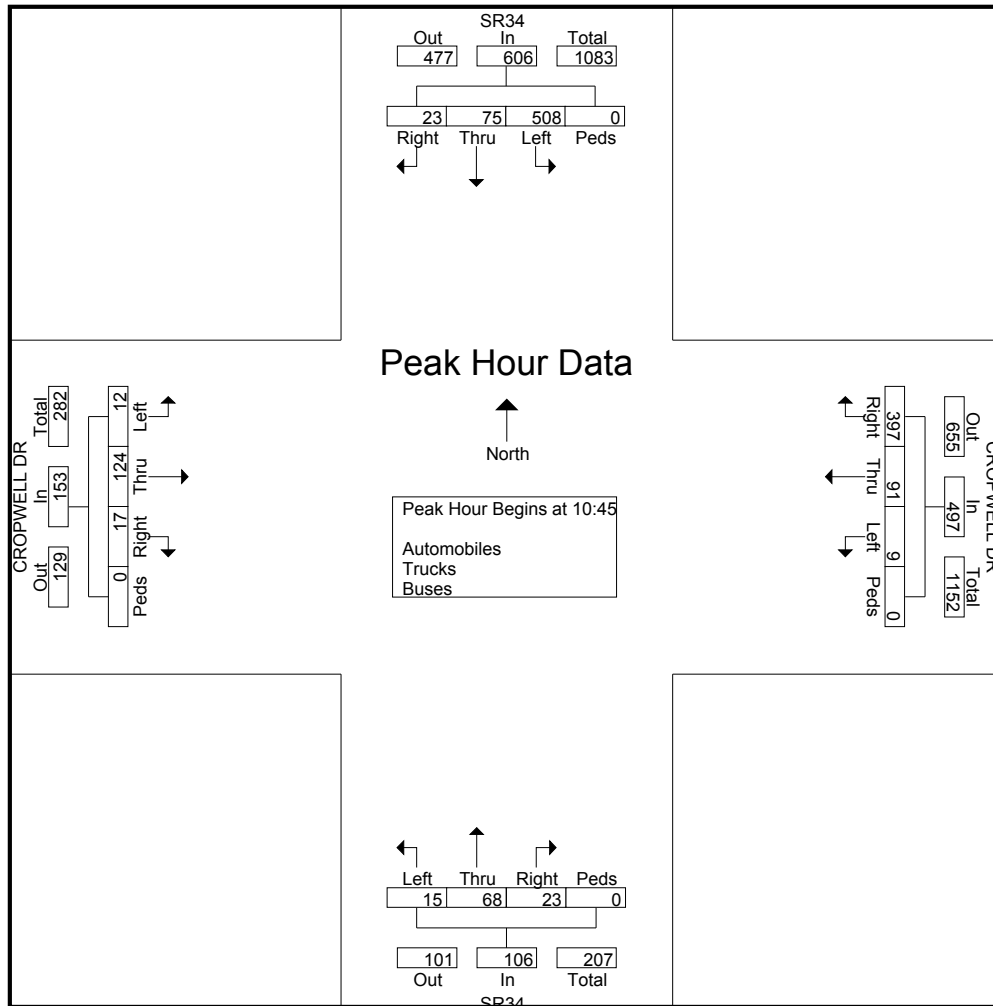 SR34
Out In Total
477 606 1083
23 75 508 0
Right Thru Left Peds
Peak Hour Data
North
Peak Hour Begins at 10:45
Automobiles
Trucks
Buses
CROPWELL DR
Out In Total
129 153 282
12 124 17 0
Left Thru Right Peds
CROPWELL DR
Out In Total
655 497 1152
397 91 9 0
Right Thru Left Peds
Left Thru Right Peds
15 68 23 0
101 106 207
Out In Total
SR34